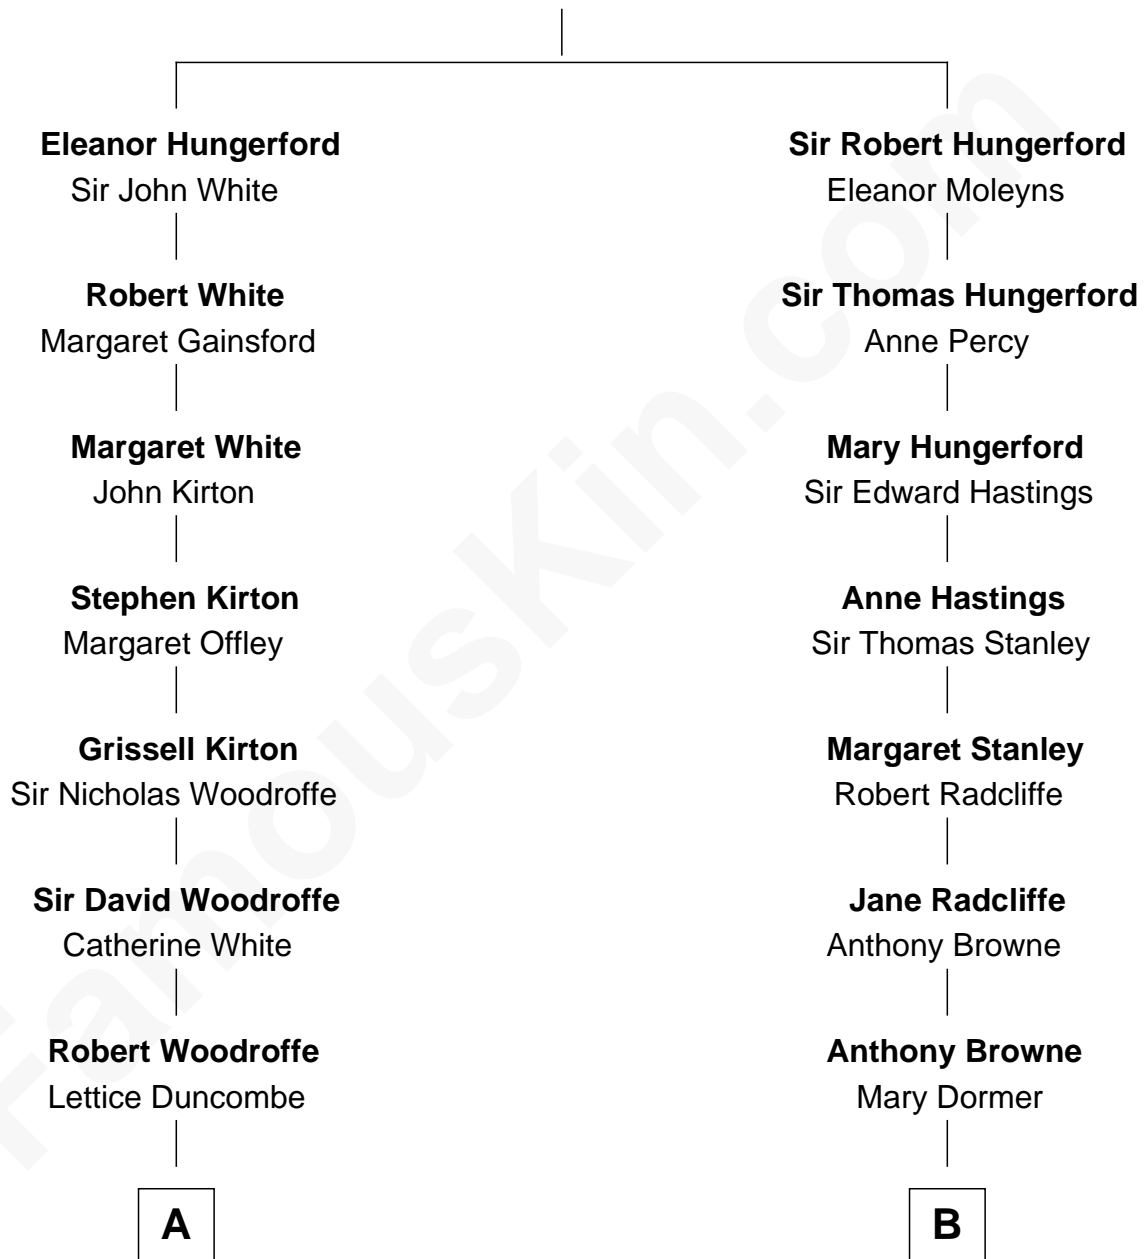 Eleanor Hungerford
Sir John White
Robert White
Margaret Gainsford
Margaret White
John Kirton
Stephen Kirton
Margaret Offley
Grissell Kirton
Sir Nicholas Woodroffe
Sir David Woodroffe
Catherine White
Robert Woodroffe
Lettice Duncombe
A
Sir Robert Hungerford
Eleanor Moleyns
Sir Thomas Hungerford
Anne Percy
Mary Hungerford
Sir Edward Hastings
Anne Hastings
Sir Thomas Stanley
Margaret Stanley
Robert Radcliffe
Jane Radcliffe
Anthony Browne
Anthony Browne
Mary Dormer
B
FamousKin.com